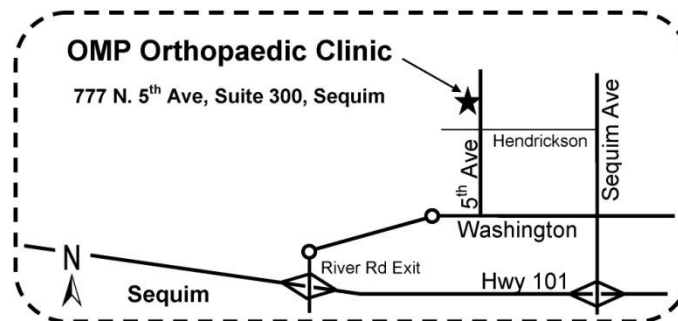 OMP Orthopaedic Clinic
777 N. 5th Ave, Suite 300, Sequim
Hendrickson
5th Ave
Sequim Ave
Washington
N
River Rd Exit
Sequim
Hwy 101